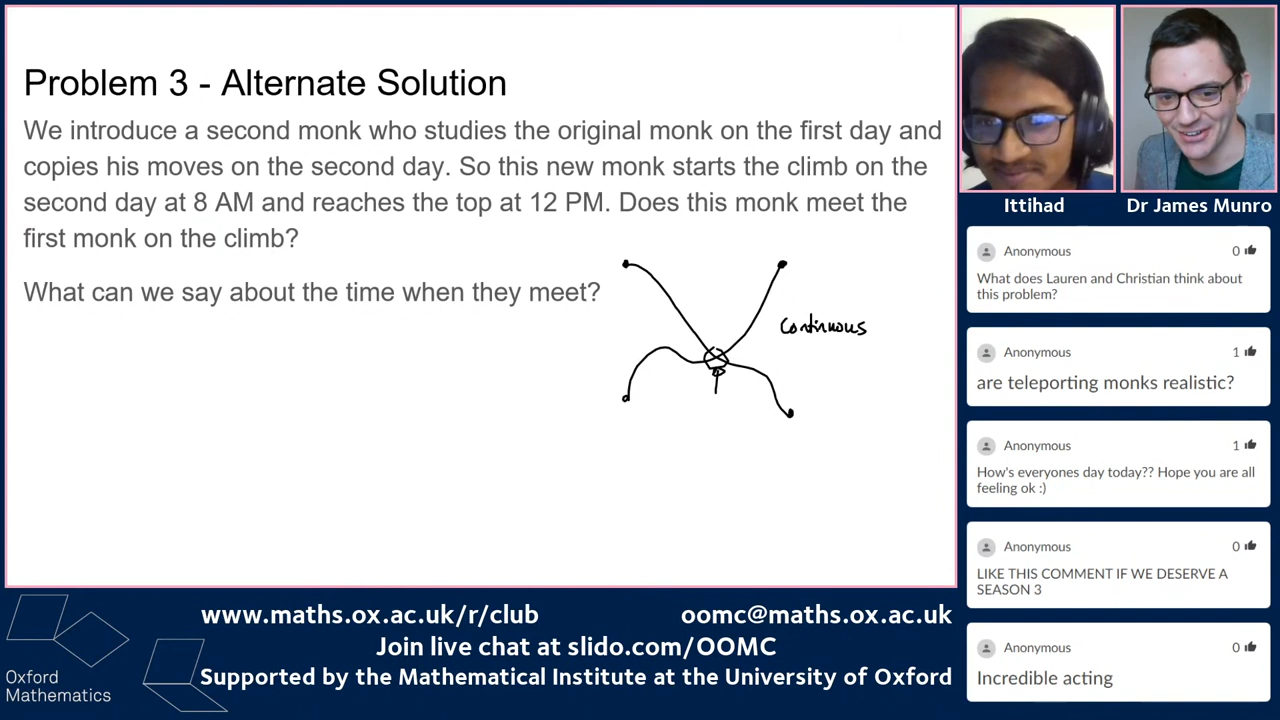 Problem 3 - Alternate Solution
We introduce a second monk who studies the original monk on the first day and
copies his moves on the second day. So this new monk starts the climb on the
second day at 8 AM and reaches the top at 12 PM. Does this monk meet the
first monk on the climb?
What can we say about the time when they meet?
continuous
Ittihad
Dr James Munro
Anonymous
0
What does Lauren and Christian think about
this problem?
Anonymous
1
are teleporting monks realistic?
Anonymous
1
How's everyones day today?? Hope you are all
feeling ok :)
Anonymous
0
LIKE THIS COMMENT IF WE DESERVE A
SEASON 3
Anonymous
0
Incredible acting
www.maths.ox.ac.uk/r/club
oomc@maths.ox.ac.uk
Join live chat at slido.com/OOMC
Supported by the Mathematical Institute at the University of Oxford
Oxford
Mathematics